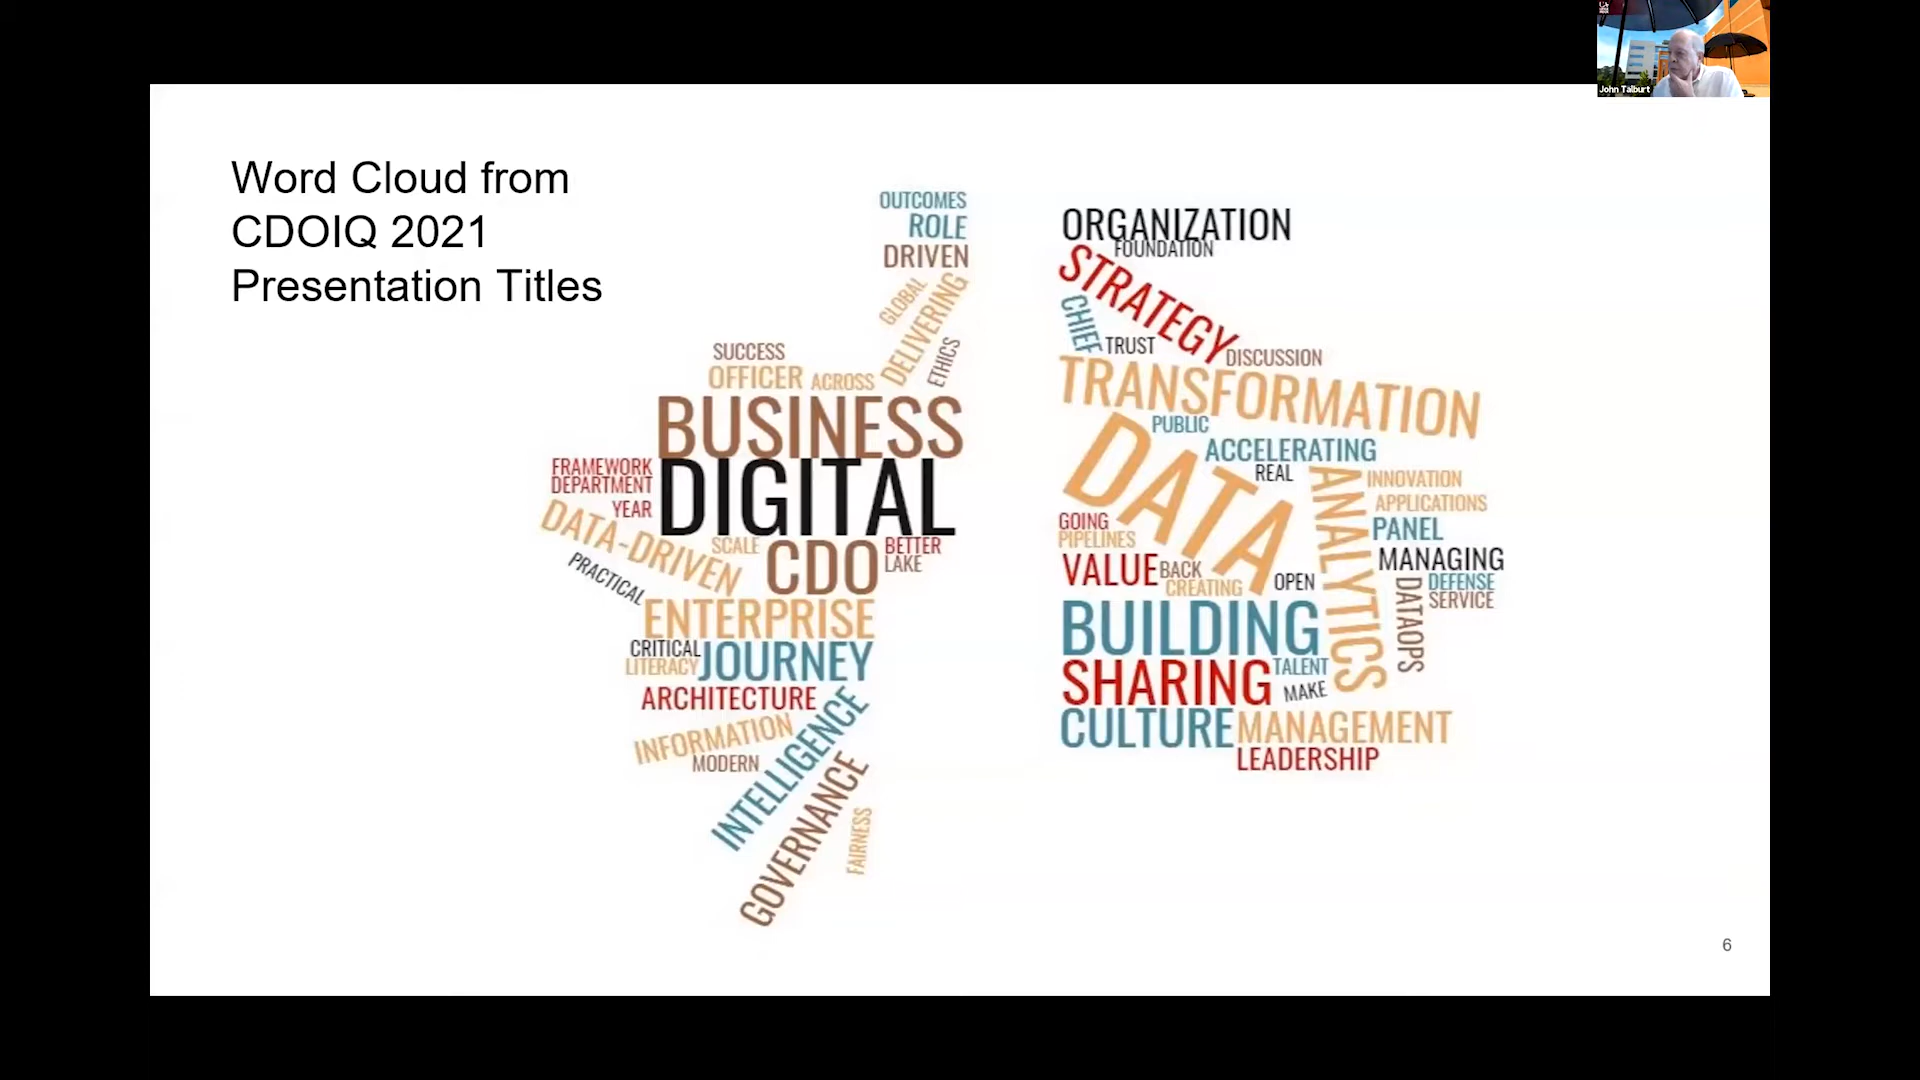 John Talburt
Word Cloud from
CDOIQ 2021
Presentation Titles
OUTCOMES
ROLE
DRIVEN
GLOBAL
DELIVERING
ETHICS
SUCCESS
OFFICER
ACROSS
BUSINESS
FRAMEWORK
DEPARTMENT
YEAR
DIGITAL
DATA-DRIVEN
SCALE
CDO
BETTER
LAKE
PRACTICAL
ENTERPRISE
CRITICAL
LITERACY
JOURNEY
ARCHITECTURE
INFORMATION
MODERN
INTELLIGENCE
GOVERNANCE
FAIRNESS
ORGANIZATION
FOUNDATION
STRATEGY
CHIEF
TRUST
DISCUSSION
TRANSFORMATION
PUBLIC
DATA
ACCELERATING
REAL
ANALYTICS
INNOVATION
APPLICATIONS
GOING
PIPELINES
PANEL
VALUE
BACK
CREATING
OPEN
MANAGING
DATAOPS
DEFENSE
SERVICE
BUILDING
SHARING
TALENT
MAKE
CULTURE
MANAGEMENT
LEADERSHIP
6